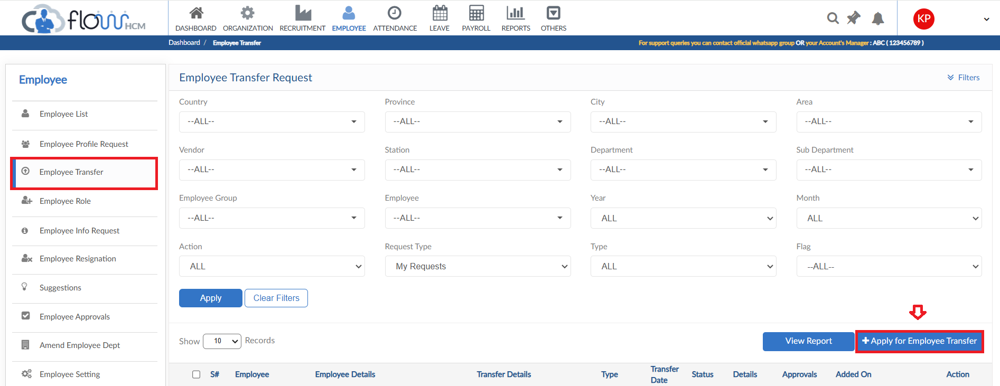 flowHCM
DASHBOARD ORGANIZATION RECRUITMENT EMPLOYEE ATTENDANCE LEAVE PAYROLL REPORTS OTHERS
KP
Dashboard / Employee Transfer
For support queries you can contact official whatsapp group OR your Account's Manager : ABC ( 123456789 )
Employee
Employee List
Employee Profile Request
Employee Transfer
Employee Role
Employee Info Request
Employee Resignation
Suggestions
Employee Approvals
Amend Employee Dept
Employee Setting
Employee Transfer Request
Filters
Country Province City Area
--ALL-- --ALL-- --ALL-- --ALL--
Vendor Station Department Sub Department
--ALL-- --ALL-- --ALL-- --ALL--
Employee Group Employee Year Month
--ALL-- --ALL-- ALL ALL
Action Request Type Type Flag
ALL My Requests ALL --ALL--
Apply Clear Filters
Show 10 Records
View Report Apply for Employee Transfer
S# Employee Employee Details Transfer Details Type Transfer Date Status Details Approvals Added On Action